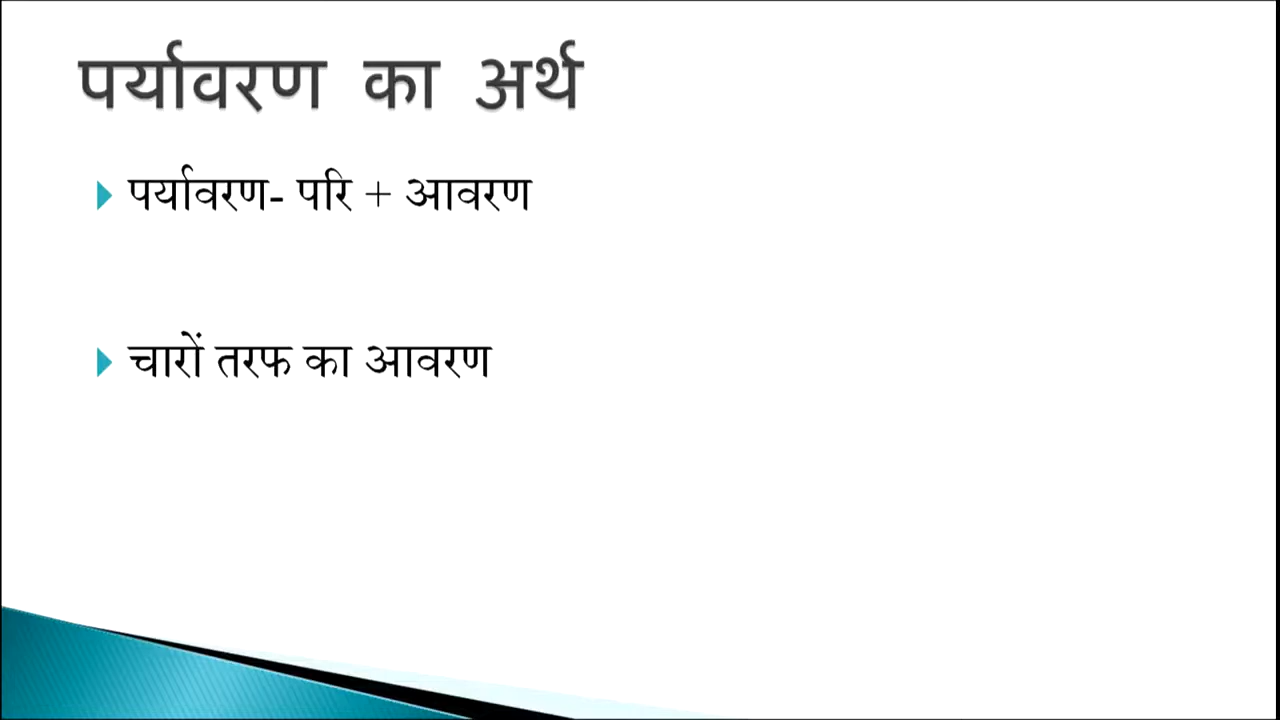 पर्यावरण का अर्थ
पर्यावरण- परि + आवरण
चारों तरफ का आवरण